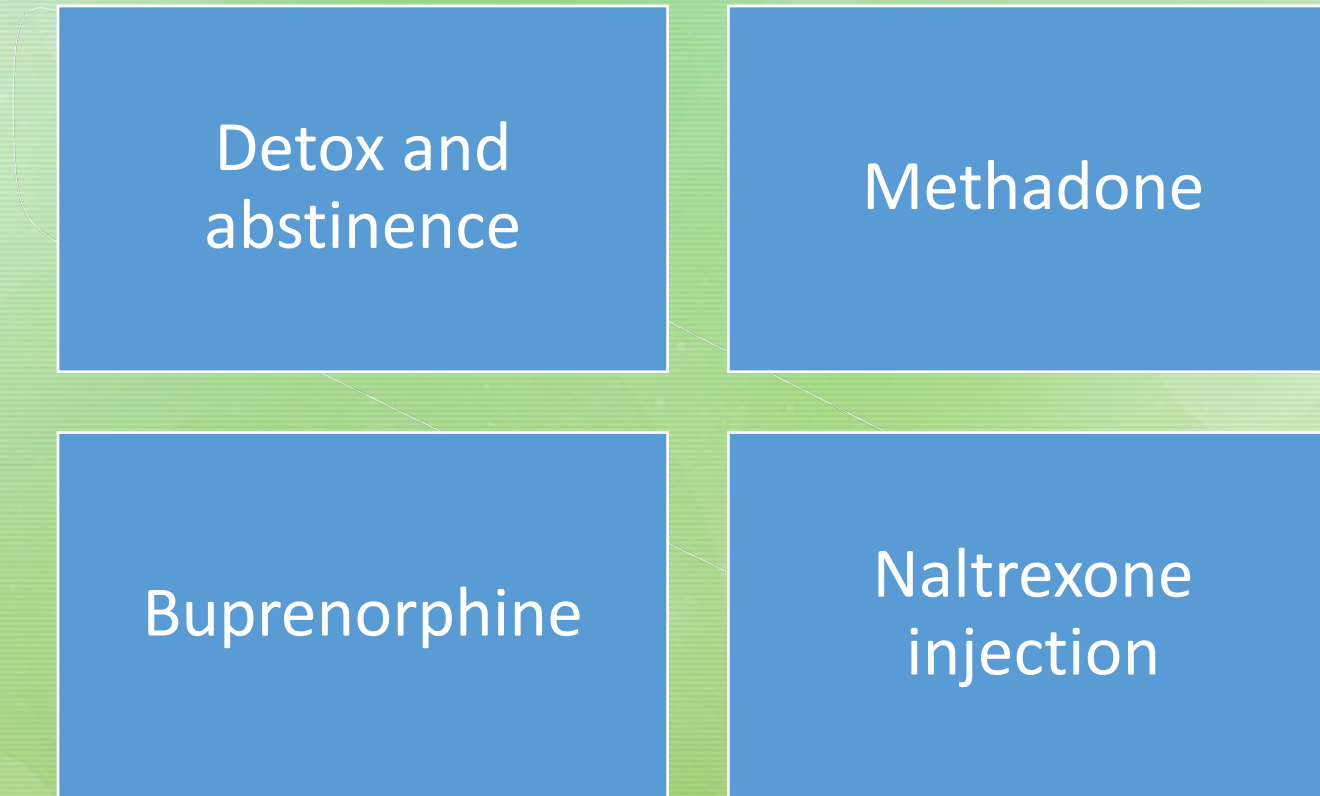 Detox and
abstinence
Methadone
Buprenorphine
Naltrexone
injection